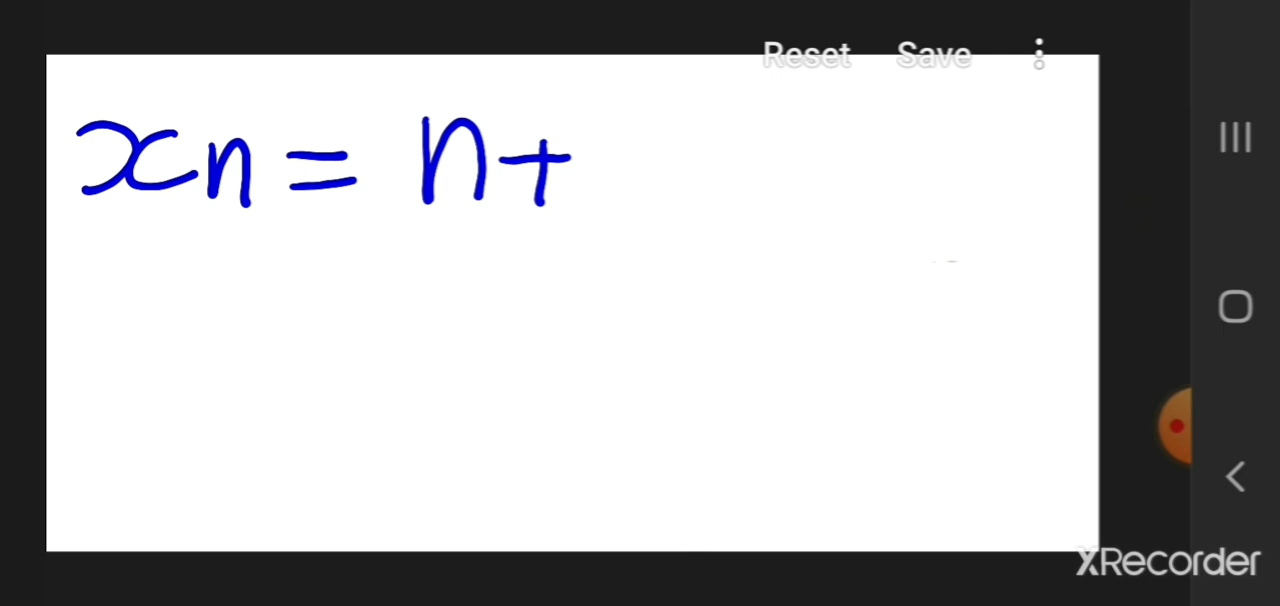 Reset Save
xn = n+
XRecorder